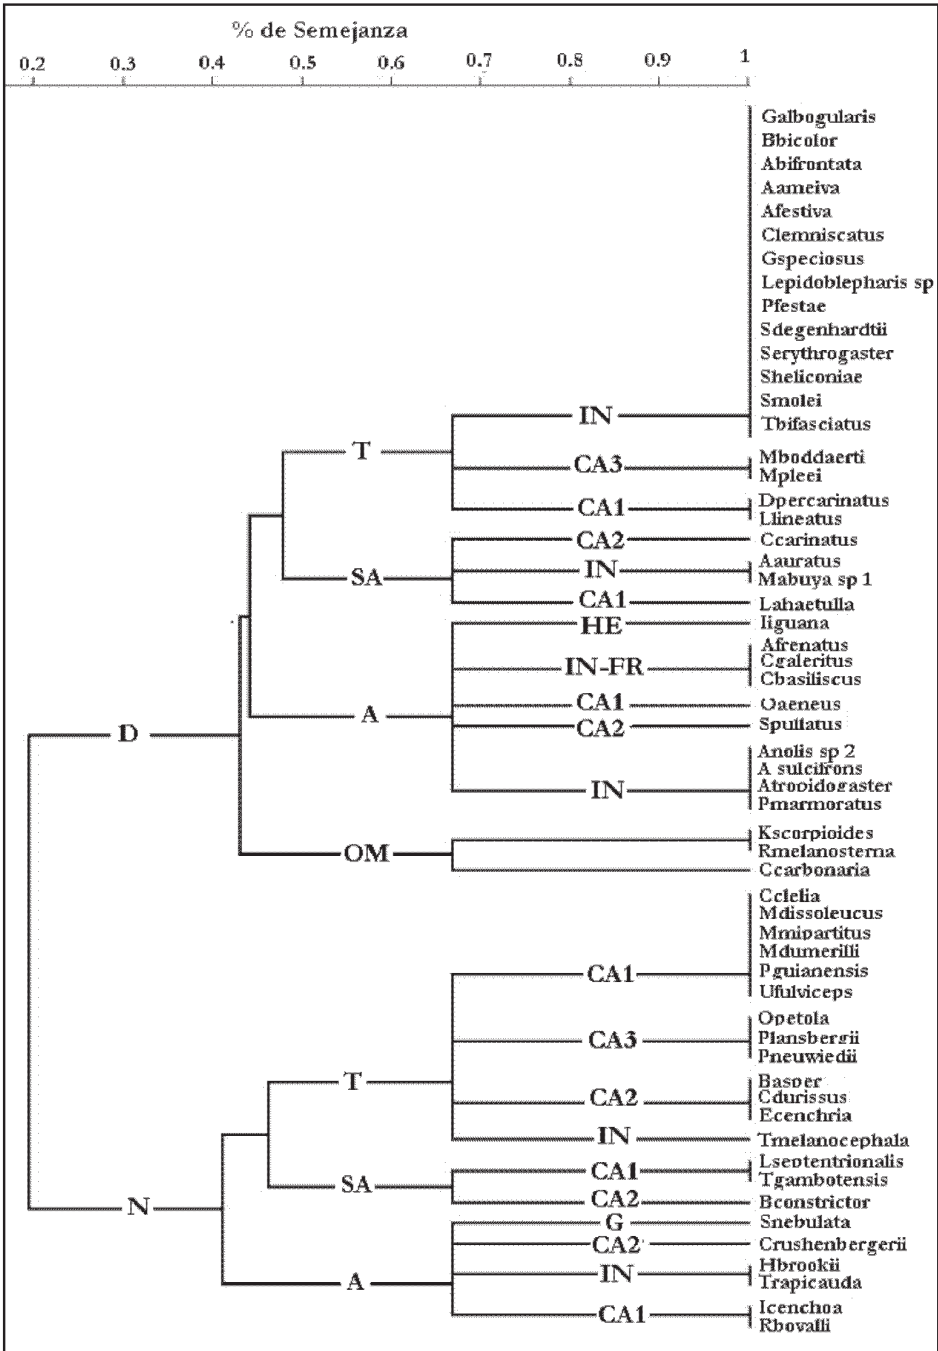 % de Semejanza
0.2 0.3 0.4 0.5 0.6 0.7 0.8 0.9 1
Galbogularis
Bbicolor
Abifrontata
Aameiva
Afestiva
Clemniscatus
Gspeciosus
Lepidoblepharis sp
Pfestae
Sdegenhardtii
Serythrogaster
Sheliconiae
Smolei
IN
Tbifasciatus
T
Mboddaerti
CA3
Mpleei
Dpercarinatus
CA1
Llineatus
CA2
Ccarinatus
Aauratus
IN
SA
Mabuya sp 1
CA1
Lahaetulla
HE
Iiguana
Afrenatus
IN-FR
Cgaleritus
Cbasiliscus
CA1
Oaeneus
A
CA2
Spullatus
D
Anolis sp 2
A sulcifrons
IN
Atropidogaster
Pmarmoratus
Kscorpioides
OM
Rmelanosterna
Ccarbonaria
Cclelia
Mdissoleucus
Mmipartitus
Mdumerilli
CA1
Pguianensis
Ufulviceps
Opetola
CA3
Plansbergii
Pneuwiedii
T
Basper
CA2
Cdurissus
Ecenchria
IN
Tmelanocephala
Lseptentrionalis
CA1
SA
Tgambotensis
CA2
Bconstrictor
N
G
Snebulata
CA2
Crushenbergerii
Hbrookii
IN
A
Trapicauda
Icenchoa
CA1
Rbovalli